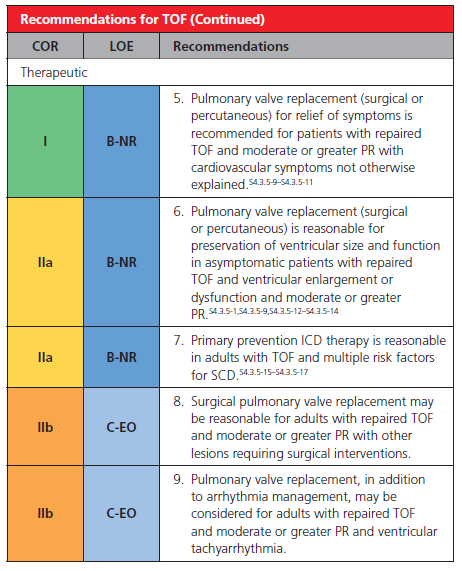 Recommendations for TOF (Continued)
COR LOE Recommendations
Therapeutic
I B-NR 5. Pulmonary valve replacement (surgical or
percutaneous) for relief of symptoms is
recommended for patients with repaired
TOF and moderate or greater PR with
cardiovascular symptoms not otherwise
explained.S4.3.5-9–S4.3.5-11
IIa B-NR 6. Pulmonary valve replacement (surgical
or percutaneous) is reasonable for
preservation of ventricular size and function
in asymptomatic patients with repaired
TOF and ventricular enlargement or
dysfunction and moderate or greater
PR.S4.3.5-1,S4.3.5-9,S4.3.5-12–S4.3.5-14
IIa B-NR 7. Primary prevention ICD therapy is reasonable
in adults with TOF and multiple risk factors
for SCD.S4.3.5-15–S4.3.5-17
IIb C-EO 8. Surgical pulmonary valve replacement may
be reasonable for adults with repaired TOF
and moderate or greater PR with other
lesions requiring surgical interventions.
IIb C-EO 9. Pulmonary valve replacement, in addition
to arrhythmia management, may be
considered for adults with repaired TOF
and moderate or greater PR and ventricular
tachyarrhythmia.